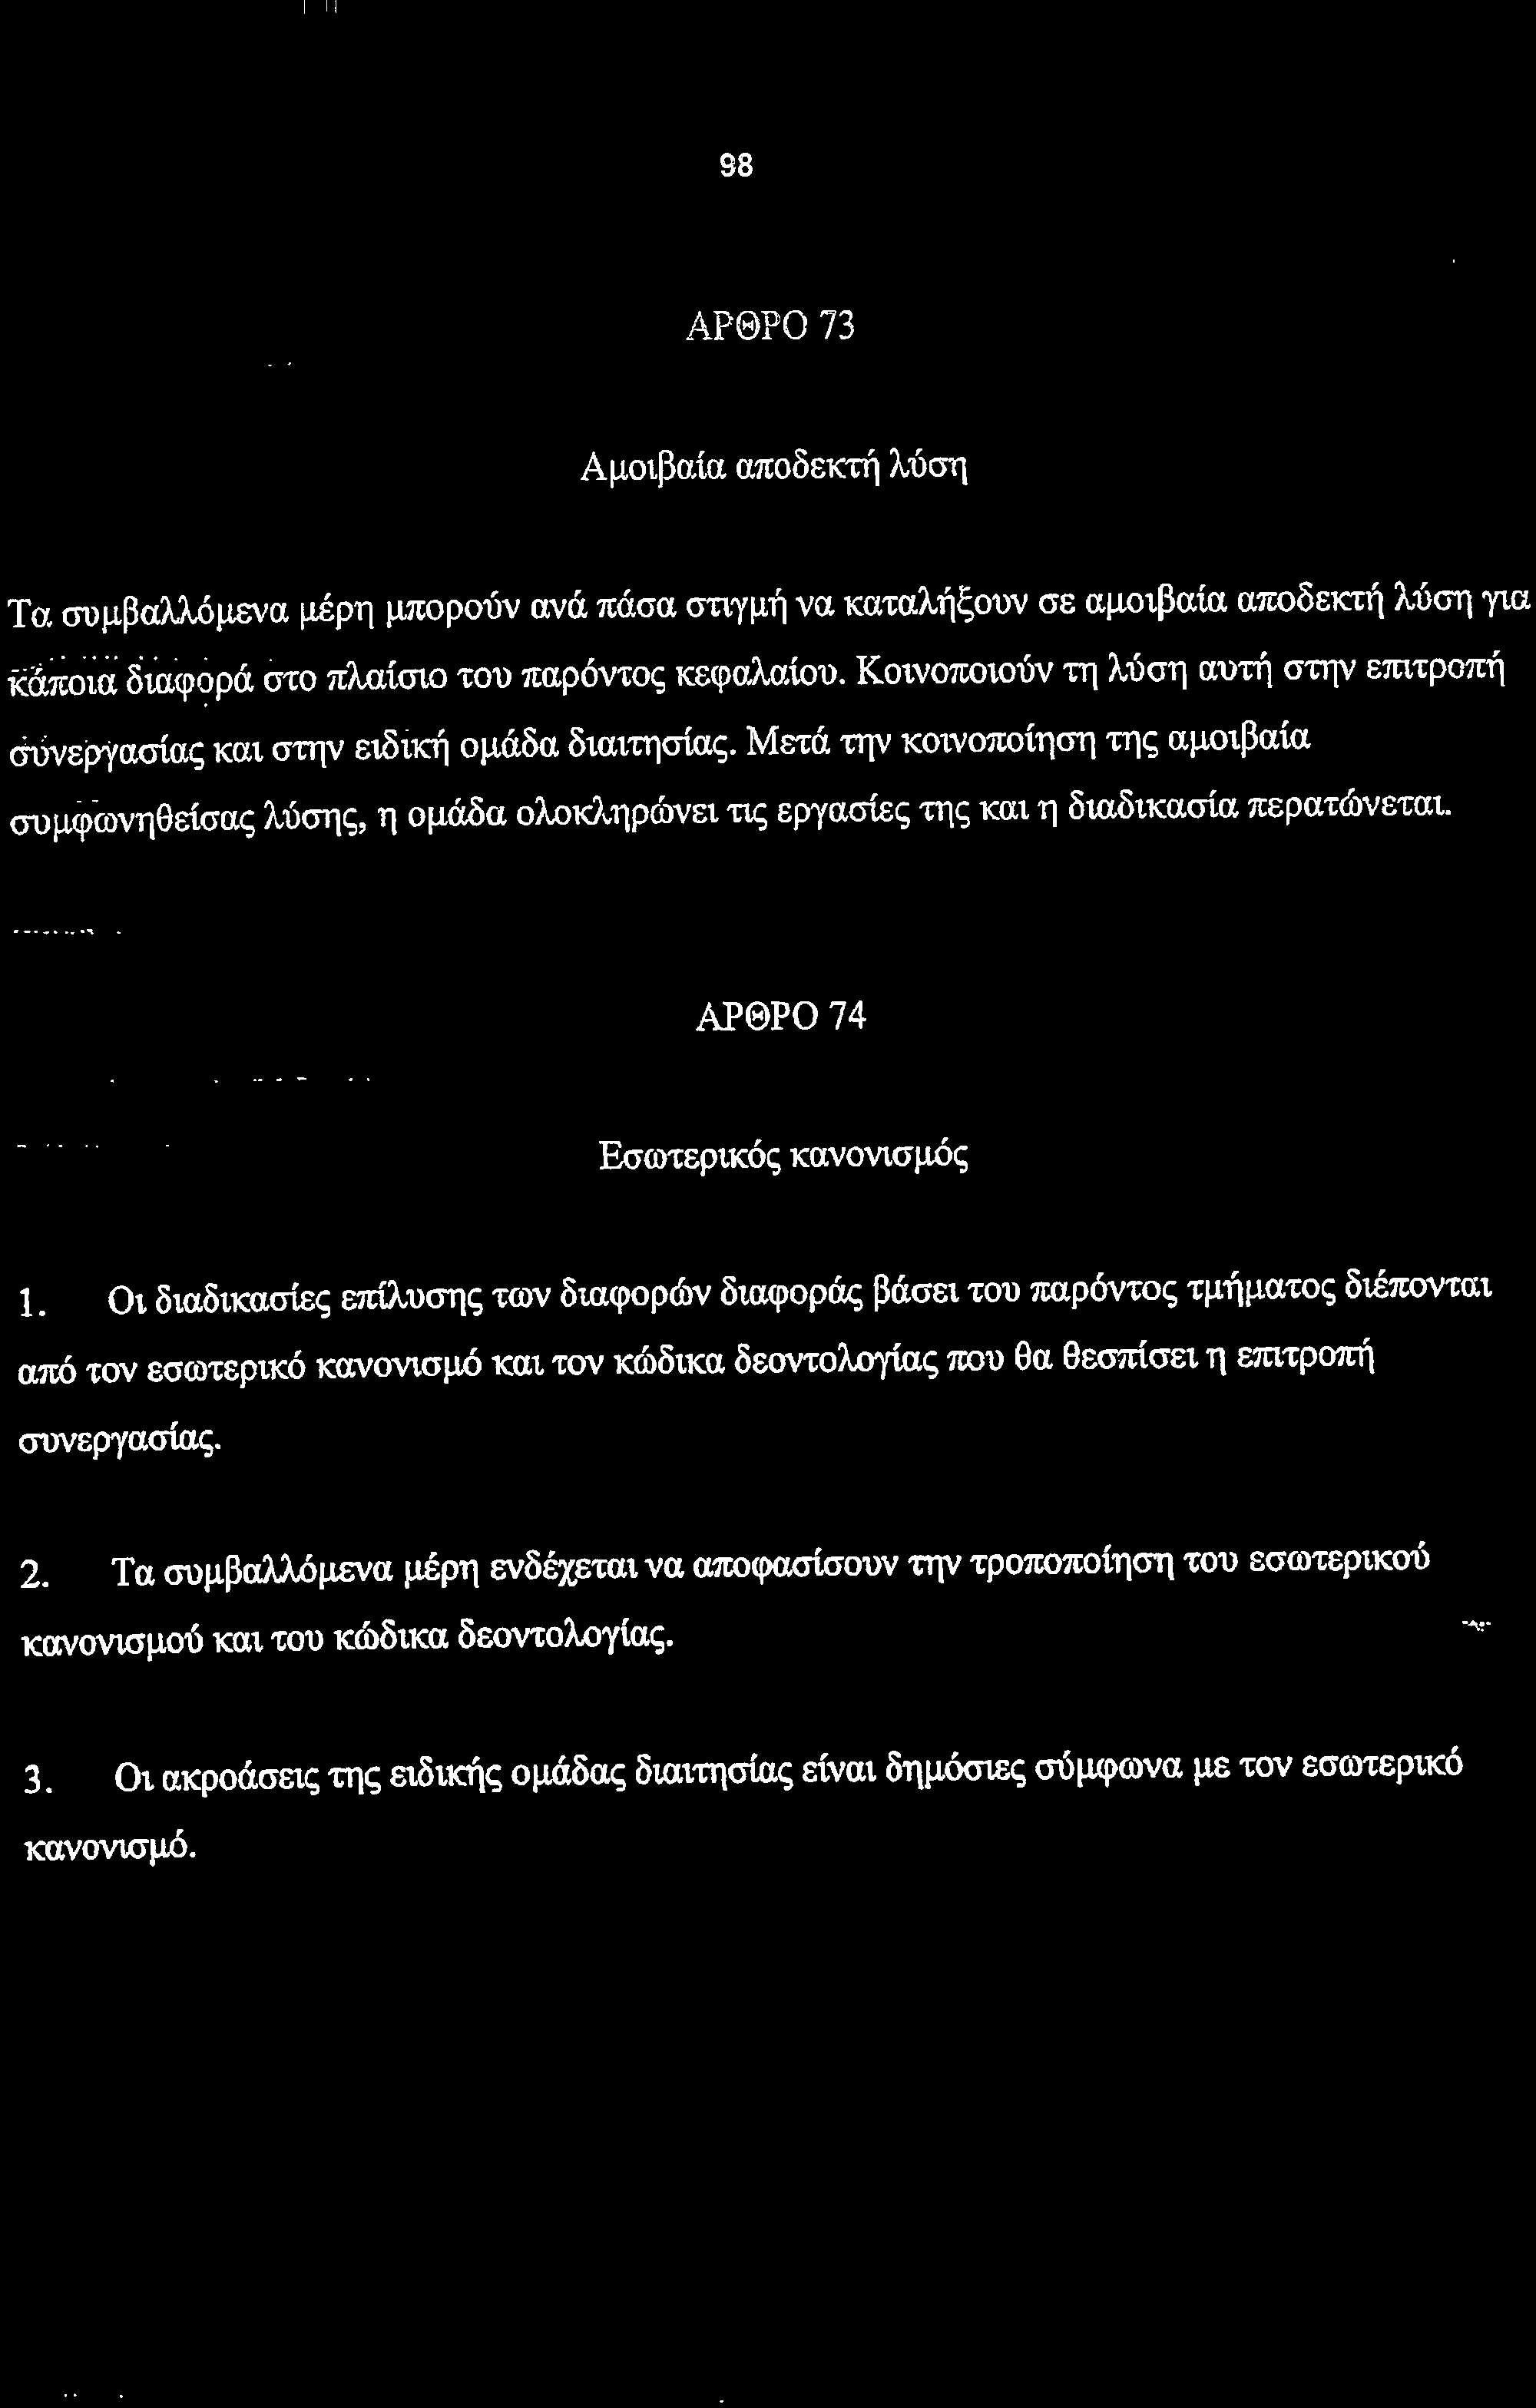 98
ΑΡΘΡΟ 73
Αμοιβαία αποδεκτή λύση
Τα συμβαλλόμενα μέρη μπορούν ανά πάσα στιγμή να καταλήξουν σε αμοιβαία αποδεκτή λύση για
κάποια διαφορά στο πλαίσιο του παρόντος κεφαλαίου. Κοινοποιούν τη λύση αυτή στην επιτροπή
συνεργασίας και στην ειδική ομάδα διαιτησίας. Μετά την κοινοποίηση της αμοιβαία
συμφωνηθείσας λύσης, η ομάδα ολοκληρώνει τις εργασίες της και η διαδικασία περατώνεται.
ΑΡΘΡΟ 74
Εσωτερικός κανονισμός
1. Οι διαδικασίες επίλυσης των διαφορών διαφοράς βάσει του παρόντος τμήματος διέπονται
από τον εσωτερικό κανονισμό και τον κώδικα δεοντολογίας που θα θεσπίσει η επιτροπή
συνεργασίας.
2. Τα συμβαλλόμενα μέρη ενδέχεται να αποφασίσουν την τροποποίηση του εσωτερικού
κανονισμού και του κώδικα δεοντολογίας.
3. Οι ακροάσεις της ειδικής ομάδας διαιτησίας είναι δημόσιες σύμφωνα με τον εσωτερικό
κανονισμό.